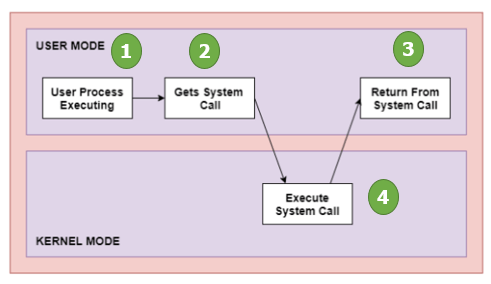 USER MODE
1
2
3
User Process
Executing
Gets System
Call
Return From
System Call
Execute
System Call
4
KERNEL MODE